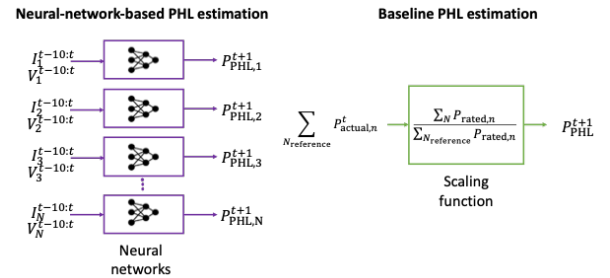 Neural-network-based PHL estimation
I_1^{t−10:t}
V_1^{t−10:t}
P_{PHL,1}^{t+1}
I_2^{t−10:t}
V_2^{t−10:t}
P_{PHL,2}^{t+1}
I_3^{t−10:t}
V_3^{t−10:t}
P_{PHL,3}^{t+1}
I_N^{t−10:t}
V_N^{t−10:t}
P_{PHL,N}^{t+1}
Neural
networks
Baseline PHL estimation
∑_{N_reference} P_{actual,n}^t
∑_N P_{rated,n}
∑_{N_reference} P_{rated,n}
P_{PHL}^{t+1}
Scaling
function